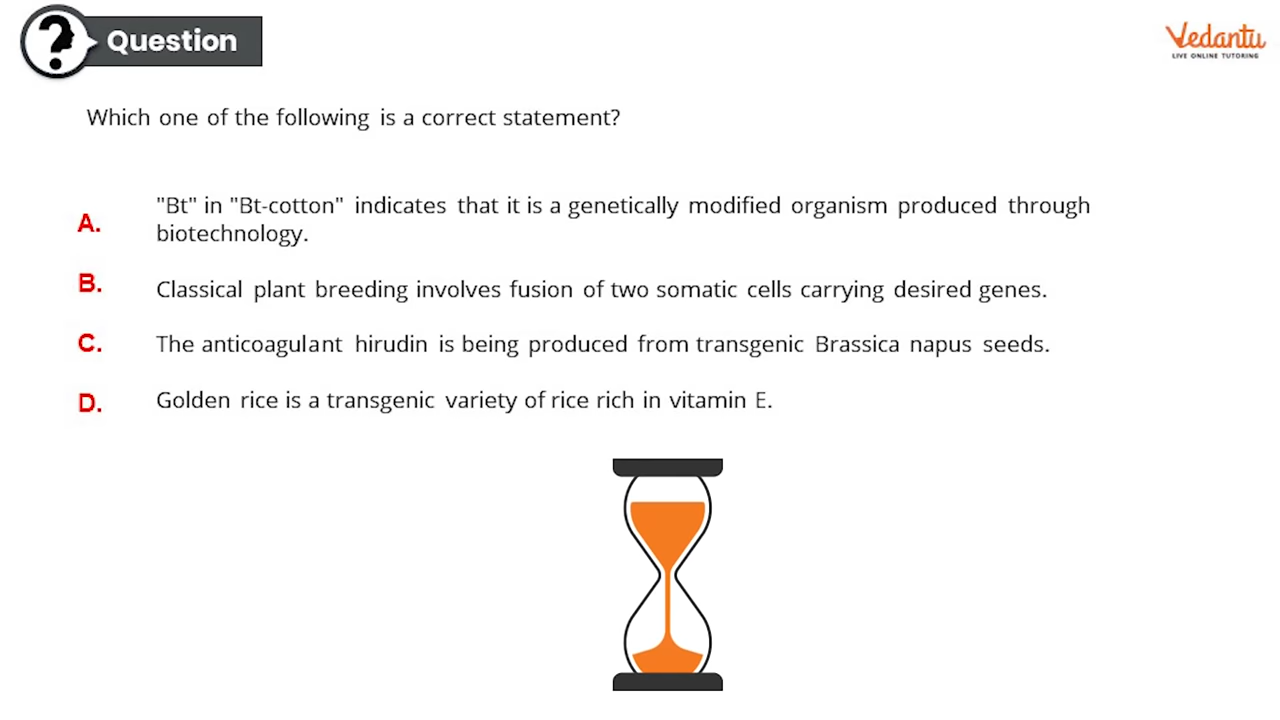 ? Question
Vedantu
LIVE ONLINE TUTORING
Which one of the following is a correct statement?
A. "Bt" in "Bt-cotton" indicates that it is a genetically modified organism produced through
biotechnology.
B. Classical plant breeding involves fusion of two somatic cells carrying desired genes.
C. The anticoagulant hirudin is being produced from transgenic Brassica napus seeds.
D. Golden rice is a transgenic variety of rice rich in vitamin E.